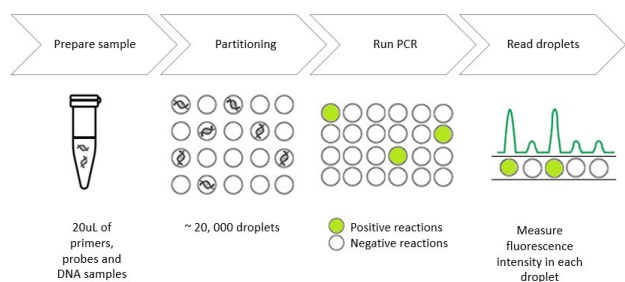 Prepare sample
Partitioning
Run PCR
Read droplets
20uL of
primers,
probes and
DNA samples
~ 20, 000 droplets
Positive reactions
Negative reactions
Measure
fluorescence
intensity in each
droplet